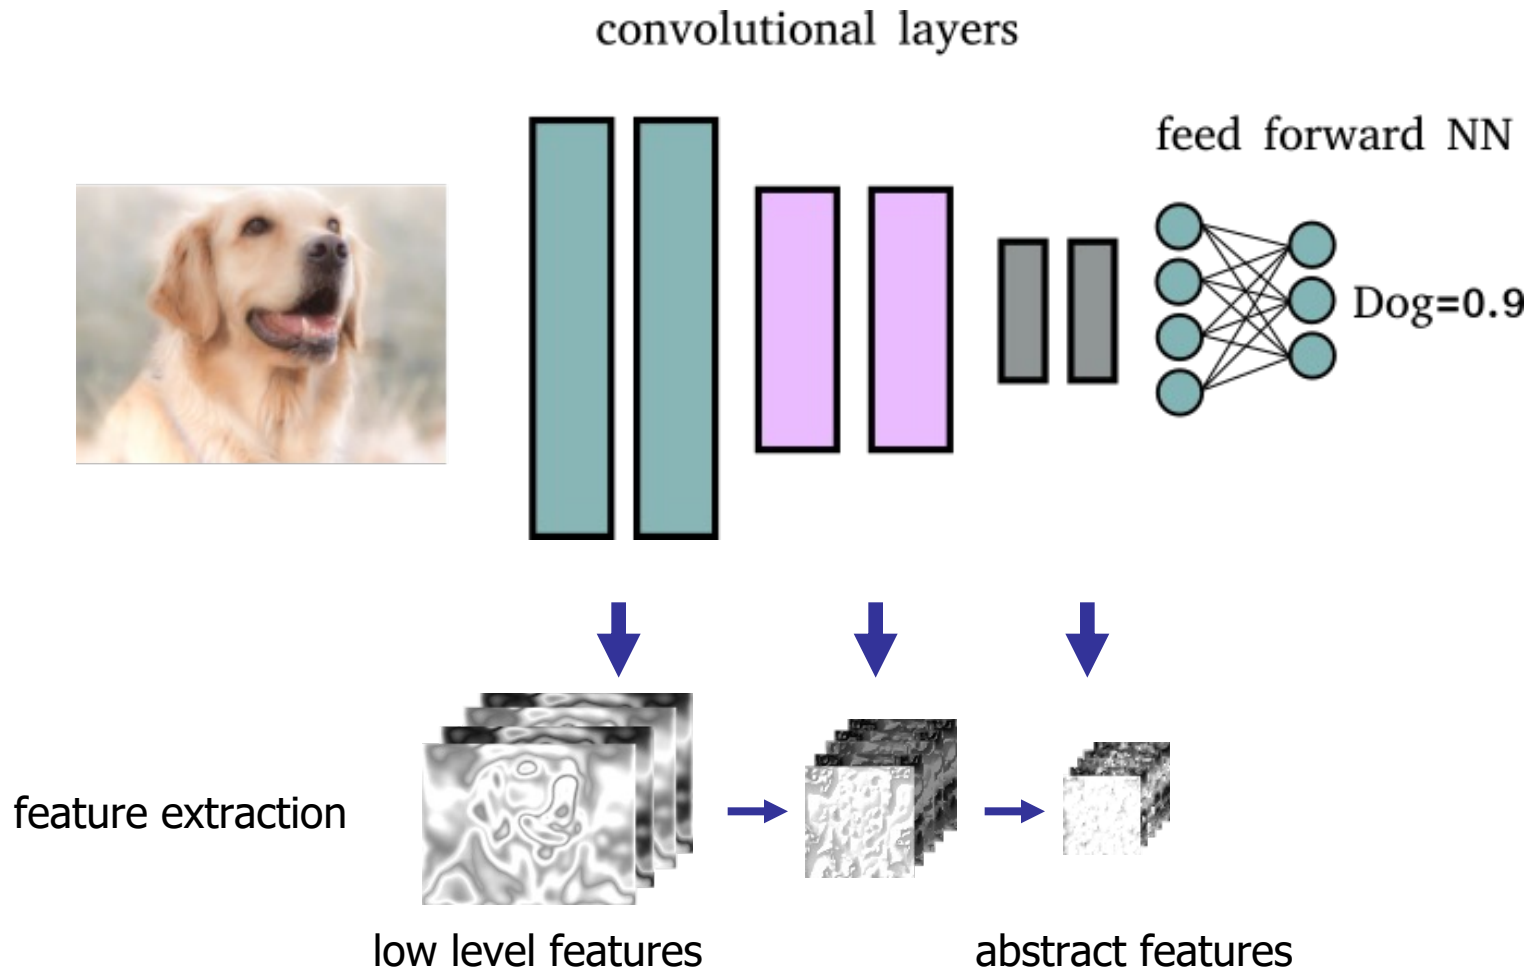 convolutional layers
feed forward NN
Dog=0.9
feature extraction
low level features
abstract features